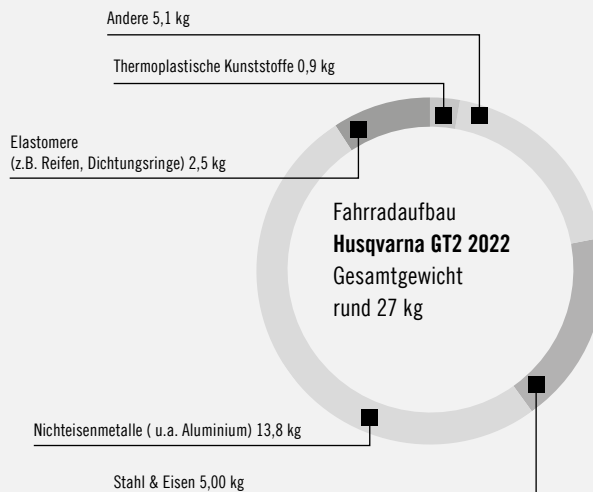 Andere 5,1 kg
Thermoplastische Kunststoffe 0,9 kg
Elastomere
(z.B. Reifen, Dichtungsringe) 2,5 kg
Fahrradaufbau
Husqvarna GT2 2022
Gesamtgewicht
rund 27 kg
Nichteisenmetalle ( u.a. Aluminium) 13,8 kg
Stahl & Eisen 5,00 kg